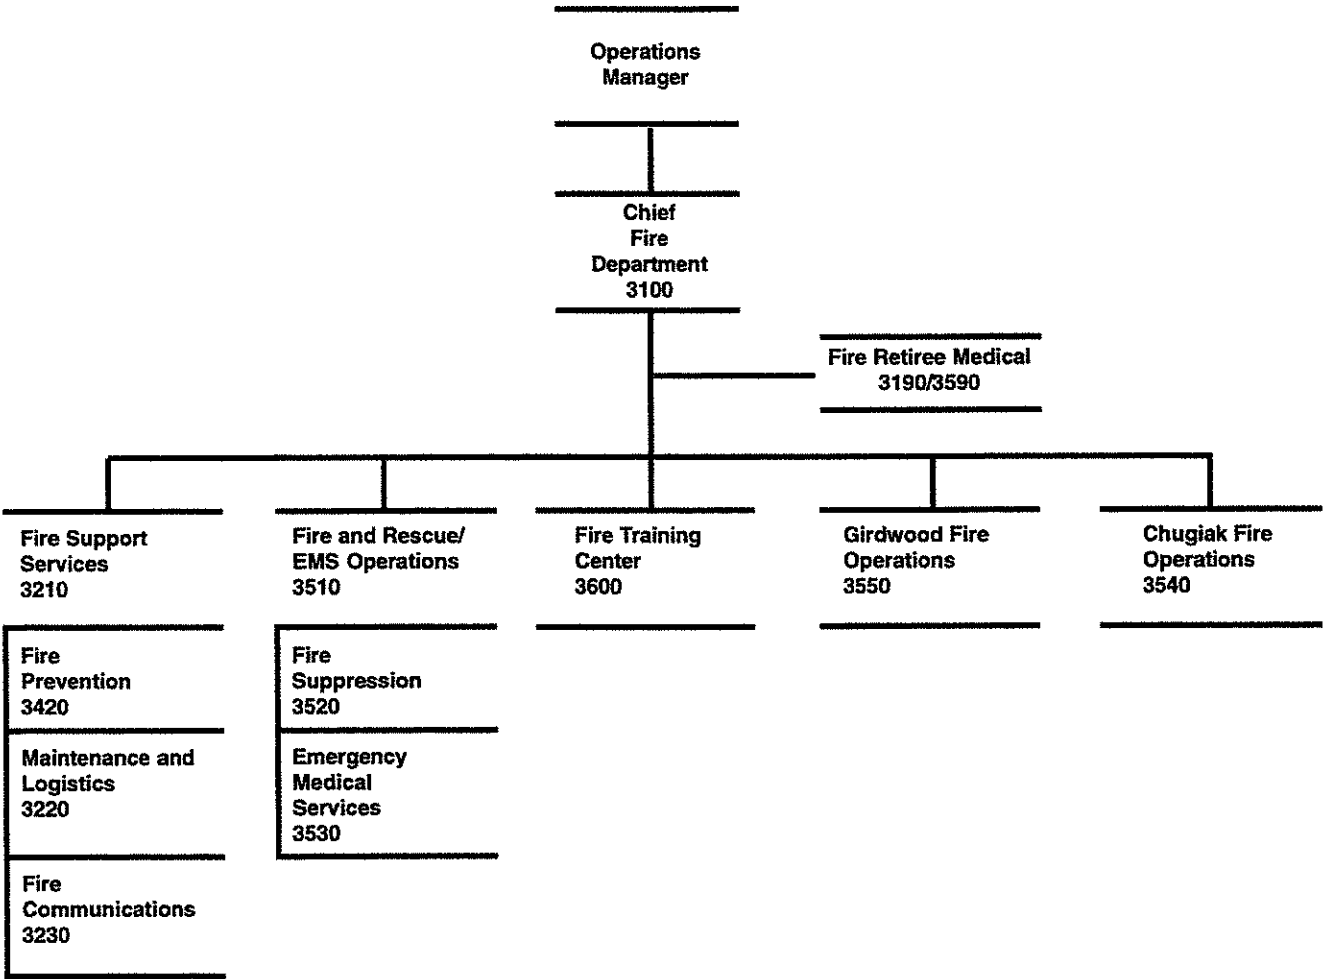 Operations
Manager
Chief
Fire
Department
3100
Fire Retiree Medical
3190/3590
Fire Support
Services
3210
Fire and Rescue/
EMS Operations
3510
Fire Training
Center
3600
Girdwood Fire
Operations
3550
Chugiak Fire
Operations
3540
Fire
Prevention
3420
Maintenance and
Logistics
3220
Fire
Communications
3230
Fire
Suppression
3520
Emergency
Medical
Services
3530